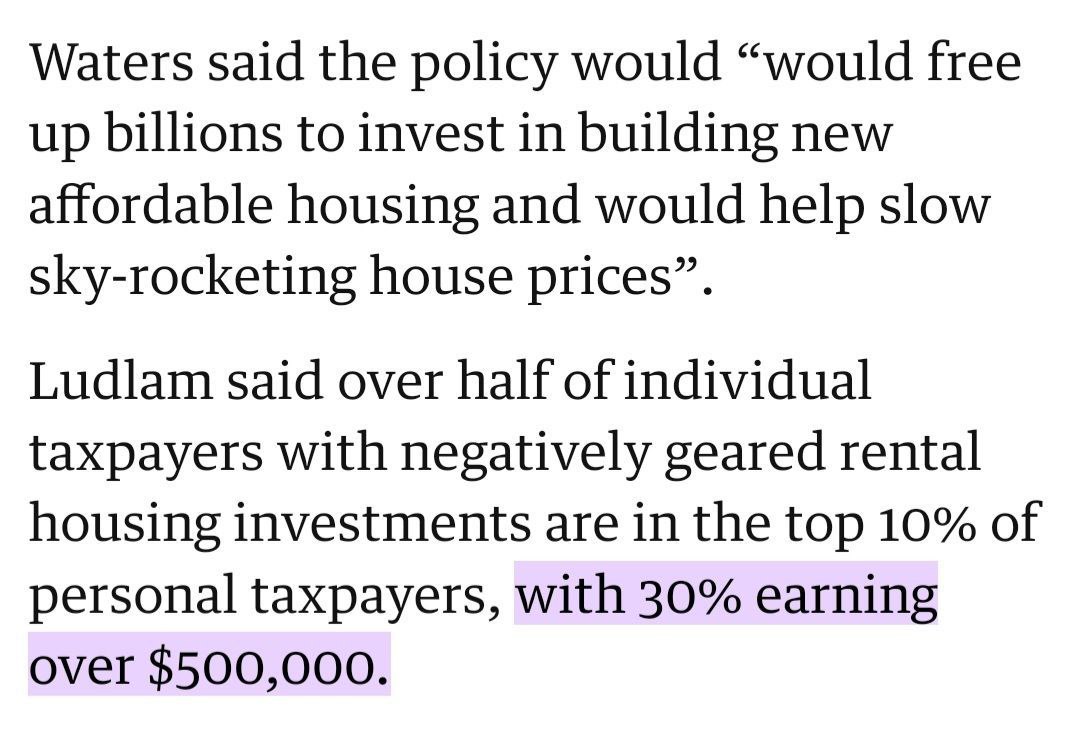 Waters said the policy would “would free
up billions to invest in building new
affordable housing and would help slow
sky-rocketing house prices”.
Ludlam said over half of individual
taxpayers with negatively geared rental
housing investments are in the top 10% of
personal taxpayers, with 30% earning
over $500,000.